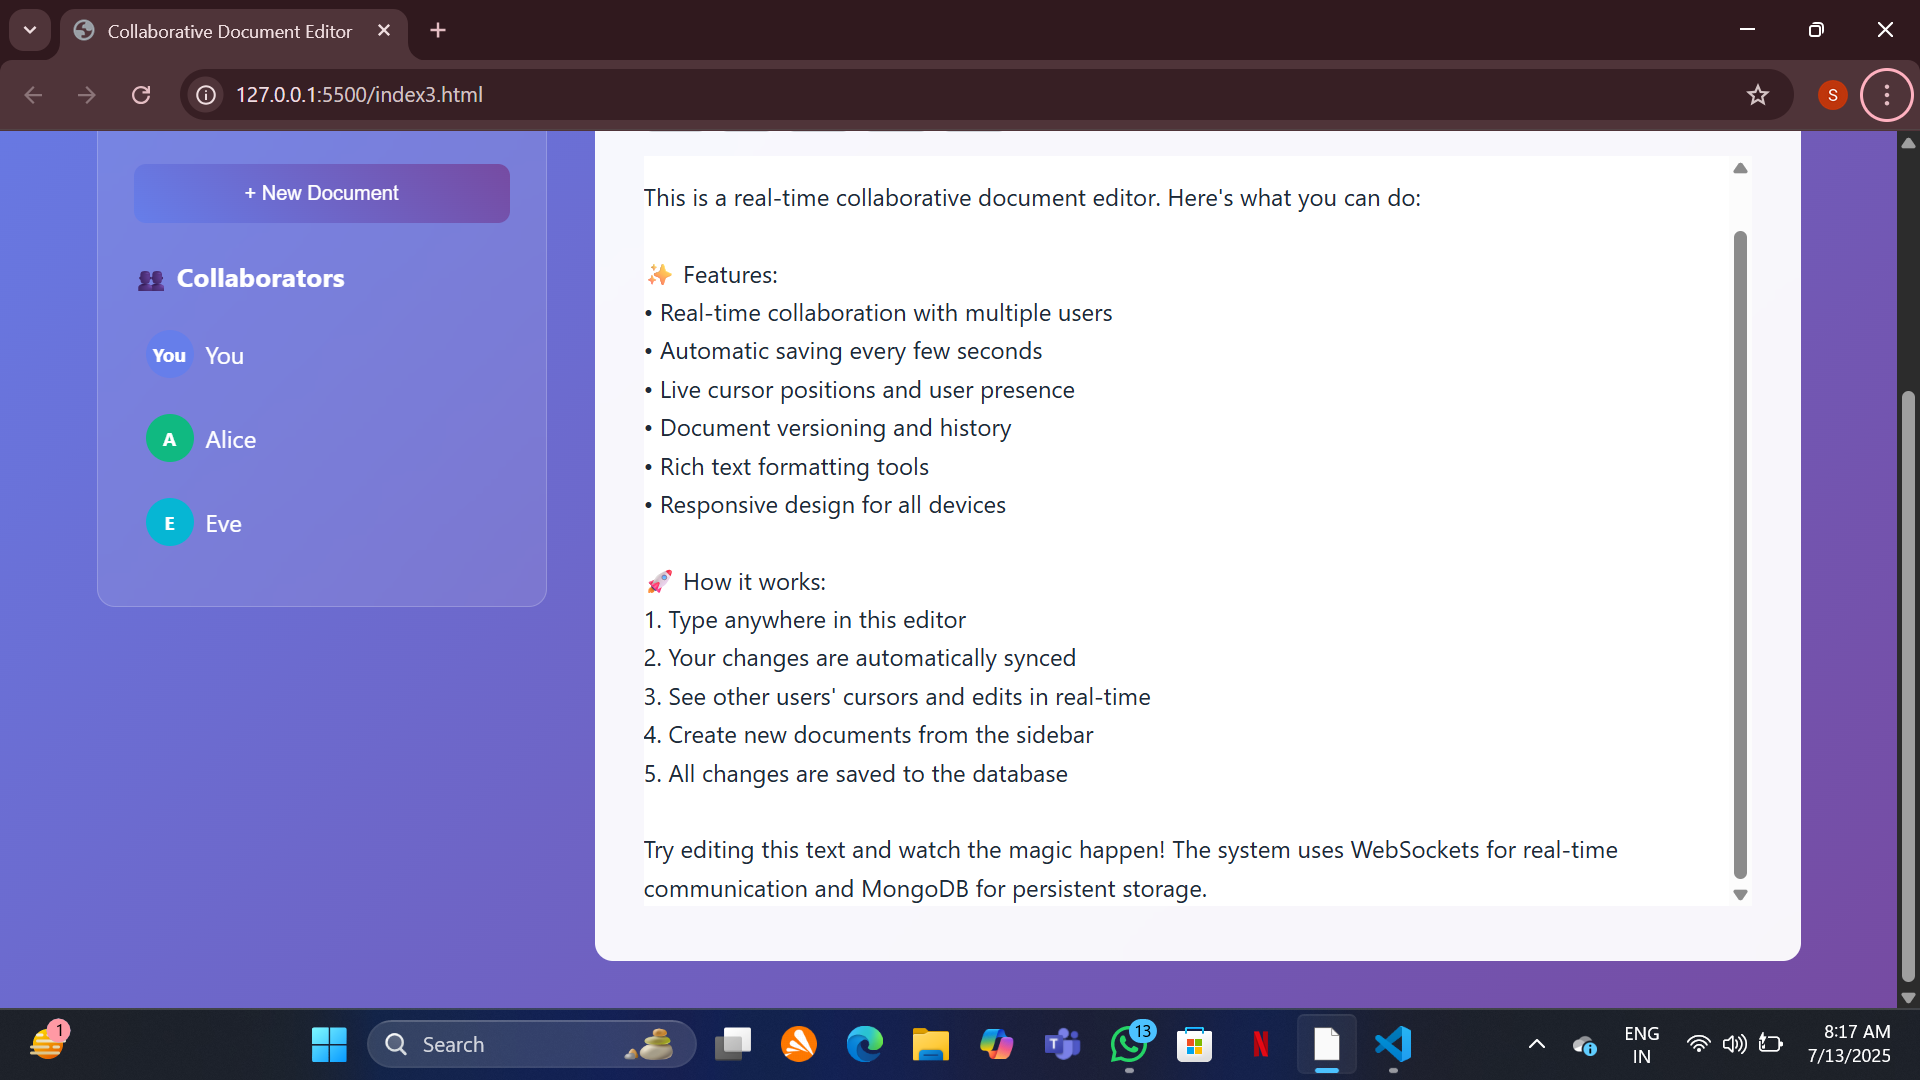 Collaborative Document Editor
127.0.0.1:5500/index3.html
S
+ New Document
Collaborators
You You
A Alice
E Eve
This is a real-time collaborative document editor. Here's what you can do:
✨ Features:
• Real-time collaboration with multiple users
• Automatic saving every few seconds
• Live cursor positions and user presence
• Document versioning and history
• Rich text formatting tools
• Responsive design for all devices
🚀 How it works:
1. Type anywhere in this editor
2. Your changes are automatically synced
3. See other users' cursors and edits in real-time
4. Create new documents from the sidebar
5. All changes are saved to the database
Try editing this text and watch the magic happen! The system uses WebSockets for real-time
communication and MongoDB for persistent storage.
1
Search
13
ENG
IN
8:17 AM
7/13/2025